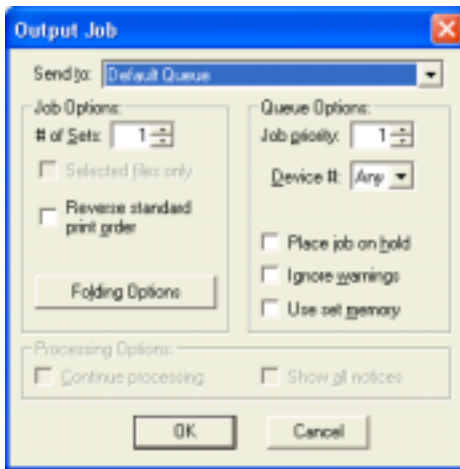 Output Job
Send to: Default Queue
Job Options:
# of Sets: 1
Selected files only
Reverse standard
print order
Folding Options
Queue Options:
Job priority: 1
Device #: Any
Place job on hold
Ignore warnings
Use set memory
Processing Options:
Continue processing
Show all notices
OK
Cancel